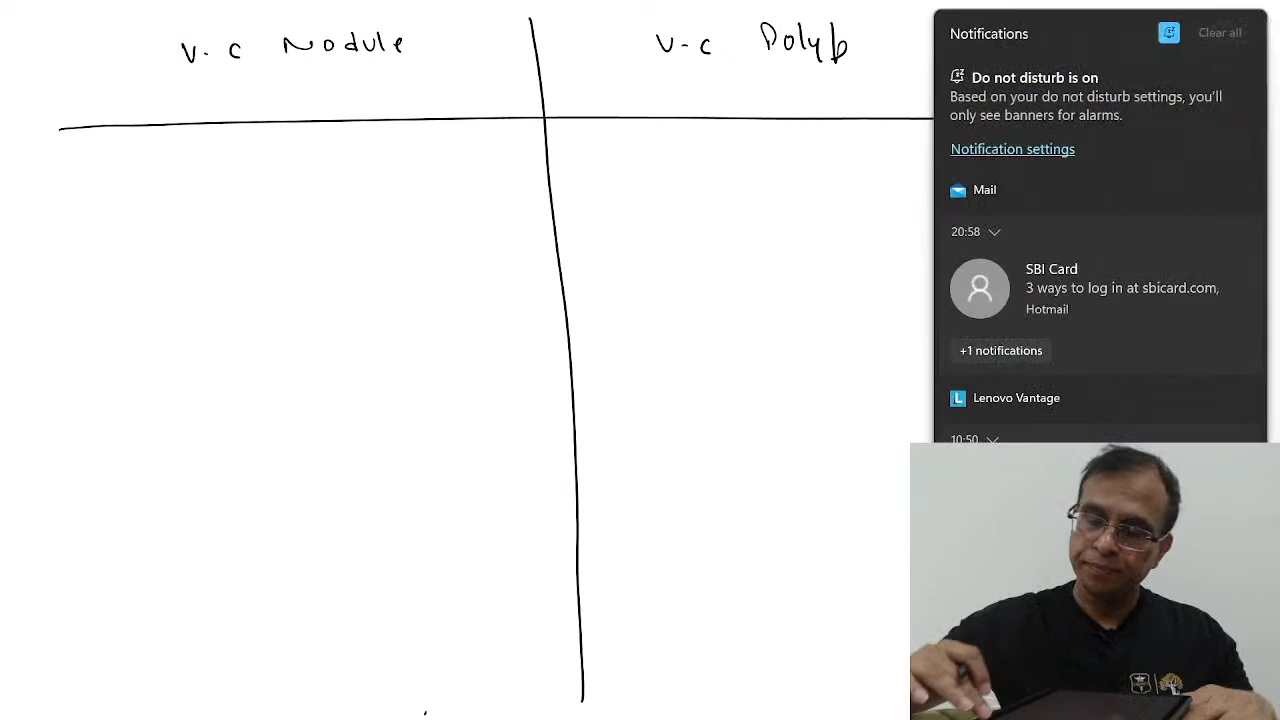 v-c Nodule
v-c Polyp
Notifications
Clear all
Do not disturb is on
Based on your do not disturb settings, you'll
only see banners for alarms.
Notification settings
Mail
20:58
SBI Card
3 ways to log in at sbicard.com,
Hotmail
+1 notifications
L Lenovo Vantage
10:50